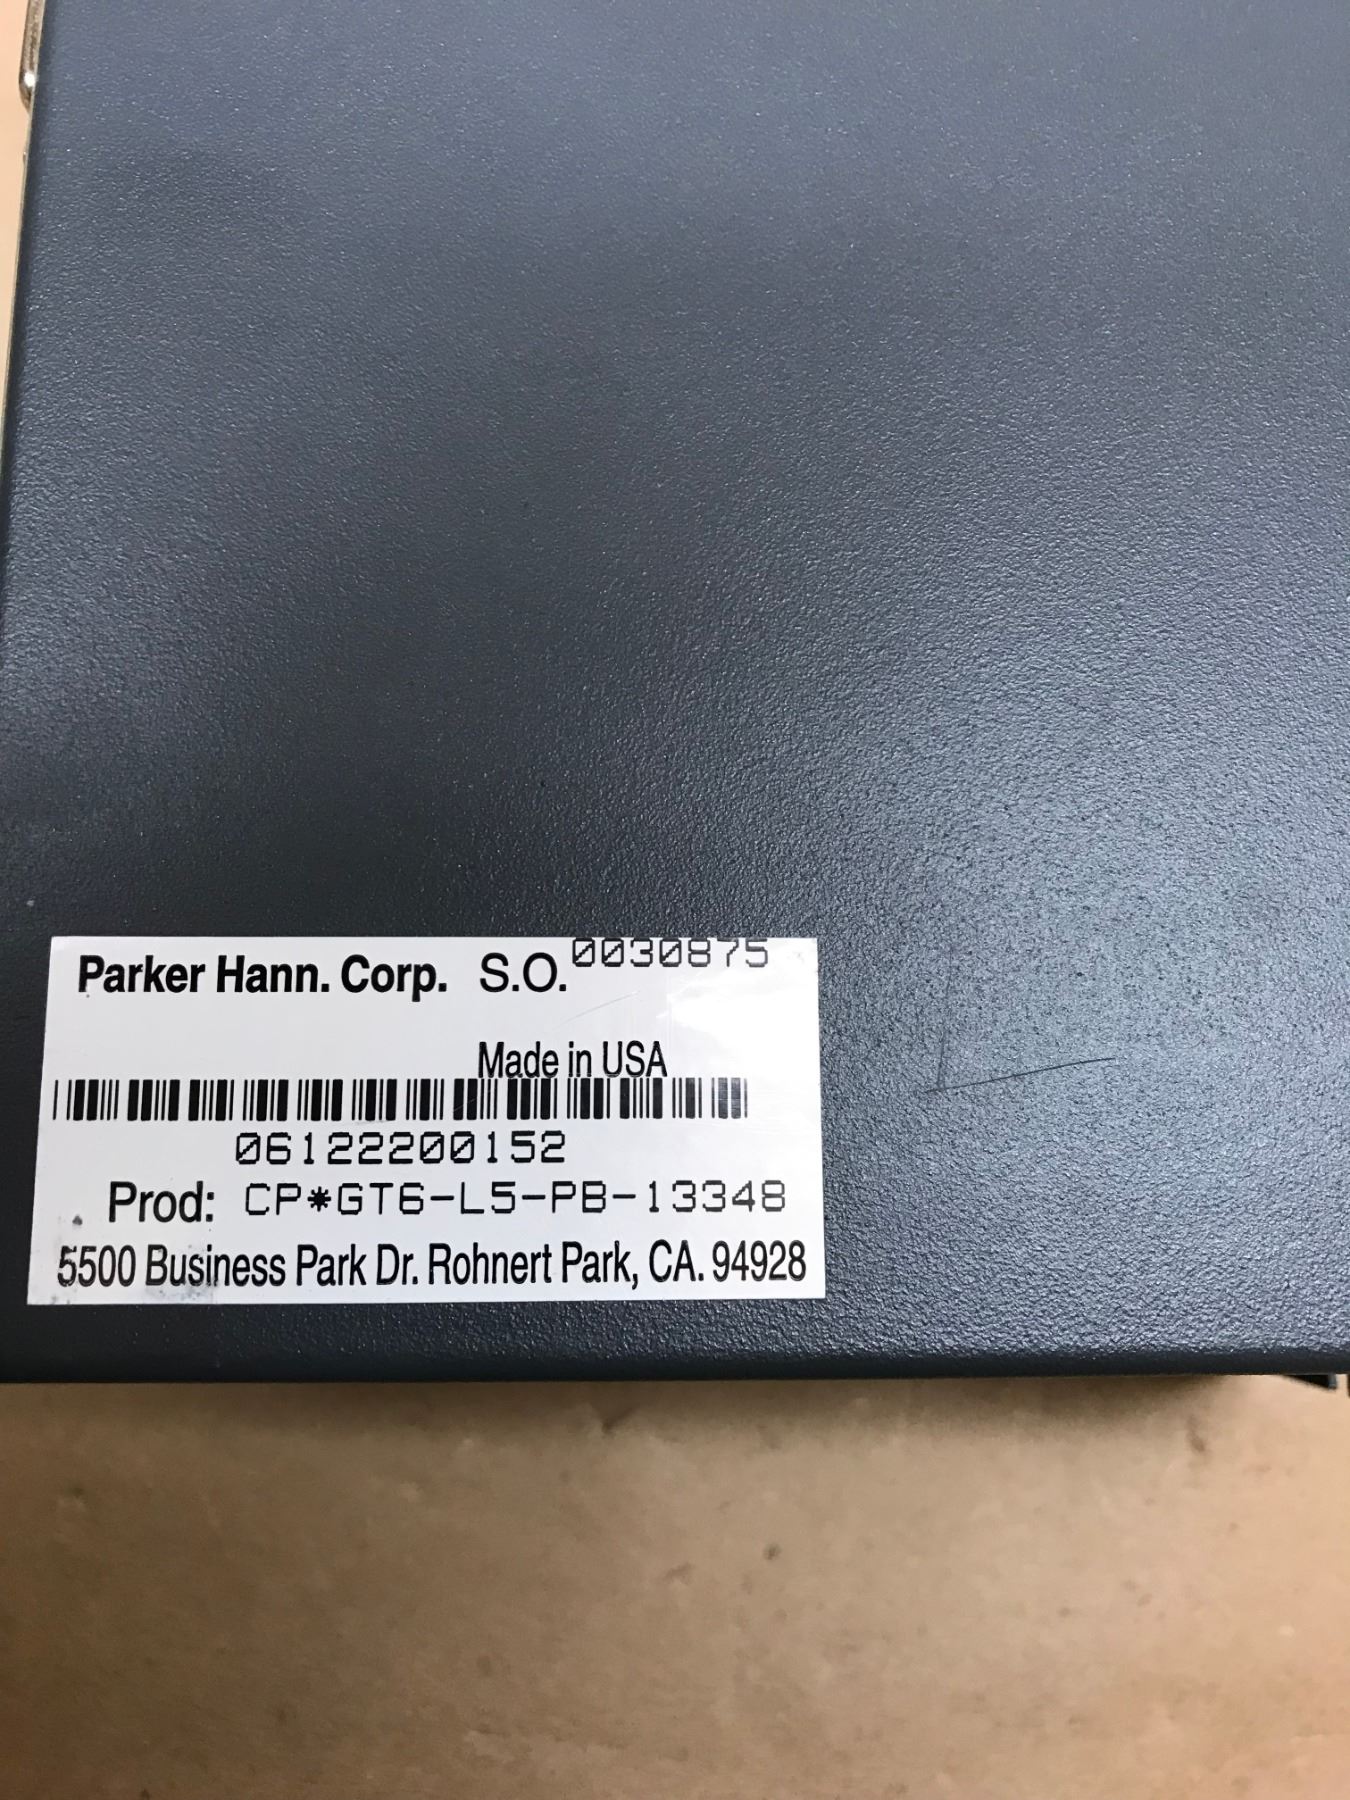 Parker Hann. Corp. S.O. 0030875
Made in USA
06122200152
Prod: CP*GT6-L5-PB-13348
5500 Business Park Dr. Rohnert Park, CA. 94928